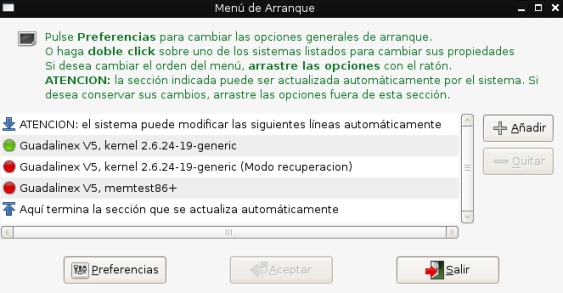 Menú de Arranque
Pulse Preferencias para cambiar las opciones generales de arranque.
O haga doble click sobre uno de los sistemas listados para cambiar sus propiedades
Si desea cambiar el orden del menú, arrastre las opciones con el ratón.
ATENCION: la sección indicada puede ser actualizada automáticamente por el sistema. Si
desea conservar sus cambios, arrastre las opciones fuera de esta sección.
ATENCION: el sistema puede modificar las siguientes líneas automáticamente
Guadalinex V5, kernel 2.6.24-19-generic
Guadalinex V5, kernel 2.6.24-19-generic (Modo recuperacion)
Guadalinex V5, memtest86+
Aquí termina la sección que se actualiza automáticamente
Añadir
Quitar
Preferencias
Aceptar
Salir